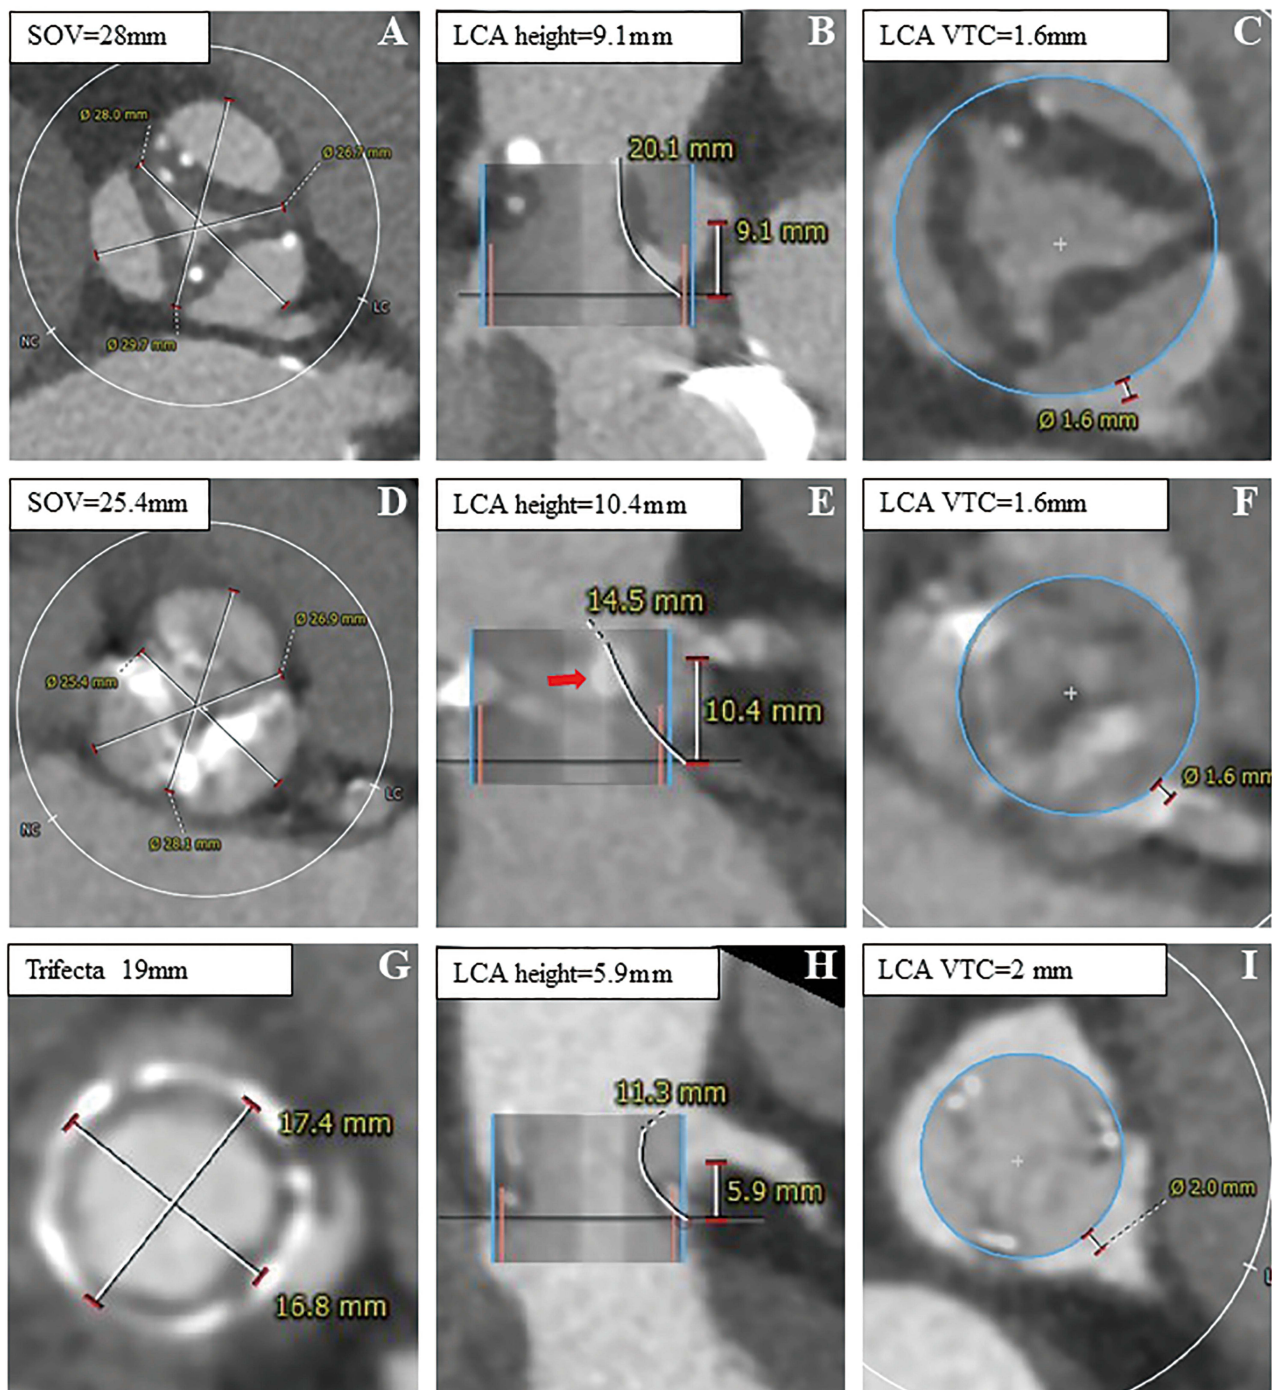 SOV=28mm
A
Ø 28.0 mm
Ø 26.7 mm
LC
NC
Ø 29.7 mm
LCA height=9.1mm
B
20.1 mm
9.1 mm
LCA VTC=1.6mm
C
Ø 1.6 mm
SOV=25.4mm
D
Ø 26.9 mm
Ø 25.4 mm
LC
NC
Ø 28.1 mm
LCA height=10.4mm
E
14.5 mm
10.4 mm
LCA VTC=1.6mm
F
Ø 1.6 mm
Trifecta 19mm
G
17.4 mm
16.8 mm
LCA height=5.9mm
H
11.3 mm
5.9 mm
LCA VTC=2 mm
I
Ø 2.0 mm
L